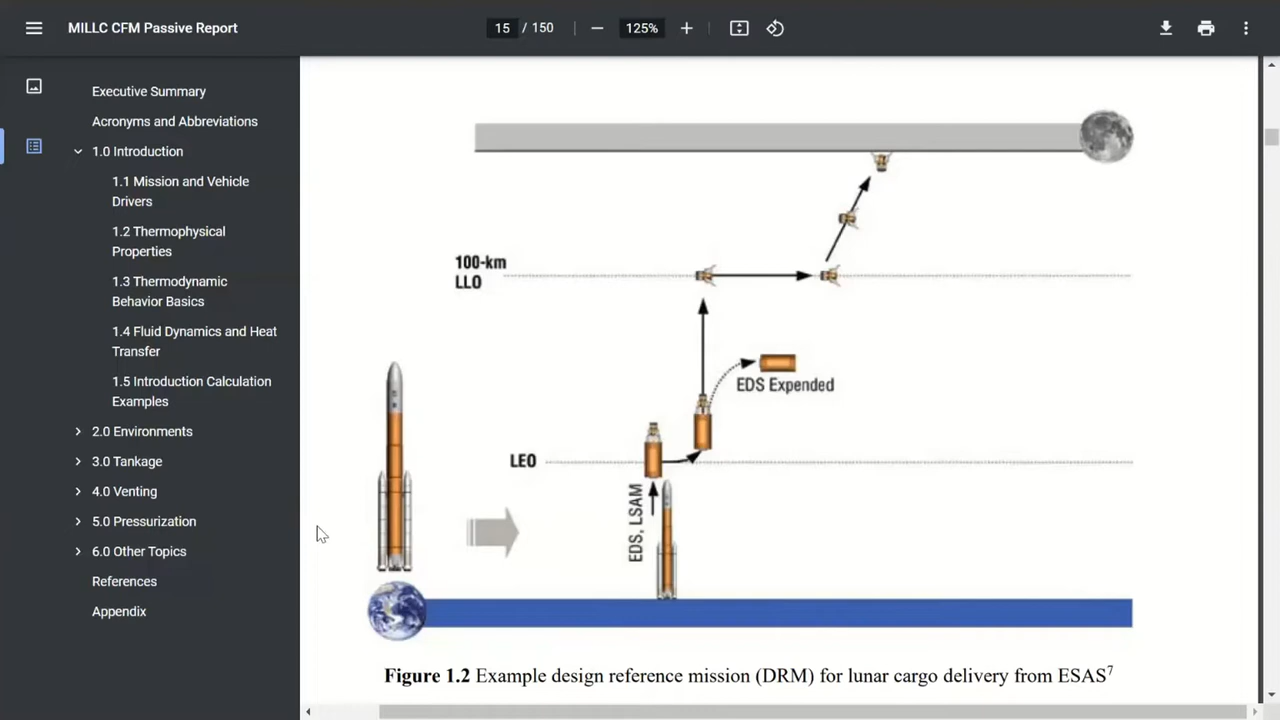 MILLC CFM Passive Report
15 / 150
125%
Executive Summary
Acronyms and Abbreviations
1.0 Introduction
1.1 Mission and Vehicle
Drivers
1.2 Thermophysical
Properties
1.3 Thermodynamic
Behavior Basics
1.4 Fluid Dynamics and Heat
Transfer
1.5 Introduction Calculation
Examples
2.0 Environments
3.0 Tankage
4.0 Venting
5.0 Pressurization
6.0 Other Topics
References
Appendix
100-km
LLO
EDS Expended
LEO
EDS, LSAM
Figure 1.2 Example design reference mission (DRM) for lunar cargo delivery from ESAS7